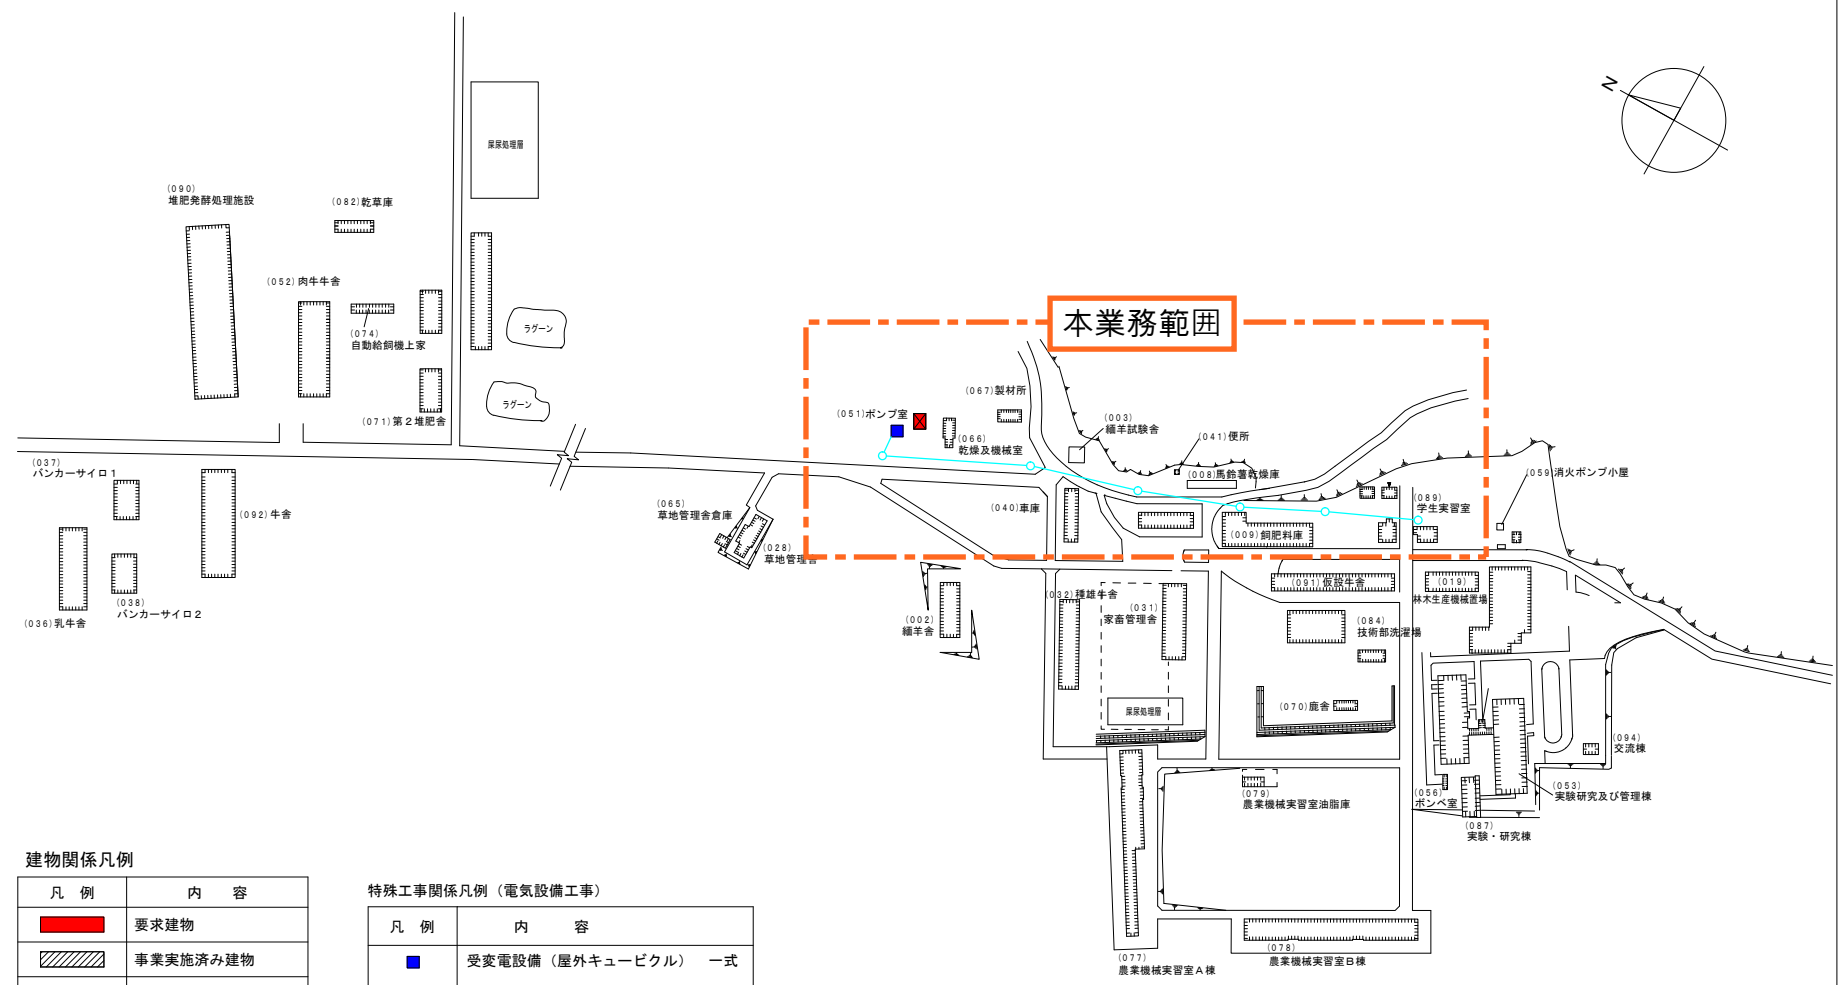 N
屎尿処理層
(090)
堆肥発酵処理施設
(082)乾草庫
(052)肉牛牛舎
(074)
自動給飼機上家
ラグーン
本業務範囲
ラグーン
(067)製材所
(051)ポンプ室
(071)第２堆肥舎
(003)
緬羊試験舎
(041)便所
(066)
乾燥及機械室
(008)馬鈴薯乾燥庫
(037)
バンカーサイロ１
(059)消火ポンプ小屋
(065)
草地管理舎倉庫
(092)牛舎
(040)車庫
(089)
学生実習室
(009)飼肥料庫
(028)
草地管理舎
(091)仮設牛舎
(019)
林木生産機械置場
(038)
バンカーサイロ２
(036)乳牛舎
(002)
緬羊舎
(032)種雄牛舎
(031)
家畜管理舎
(084)
技術部洗濯場
(070)鹿舎
屎尿処理層
(094)
交流棟
(053)
実験研究及び管理棟
(056)
ボンベ室
(079)
農業機械実習室油脂庫
(087)
実験・研究棟
(078)
農業機械実習室Ｂ棟
(077)
農業機械実習室Ａ棟
建物関係凡例
凡　例　内　　容
要求建物
事業実施済み建物
特殊工事関係凡例（電気設備工事）
凡　例　内　　　容
受変電設備（屋外キュービクル）　一式